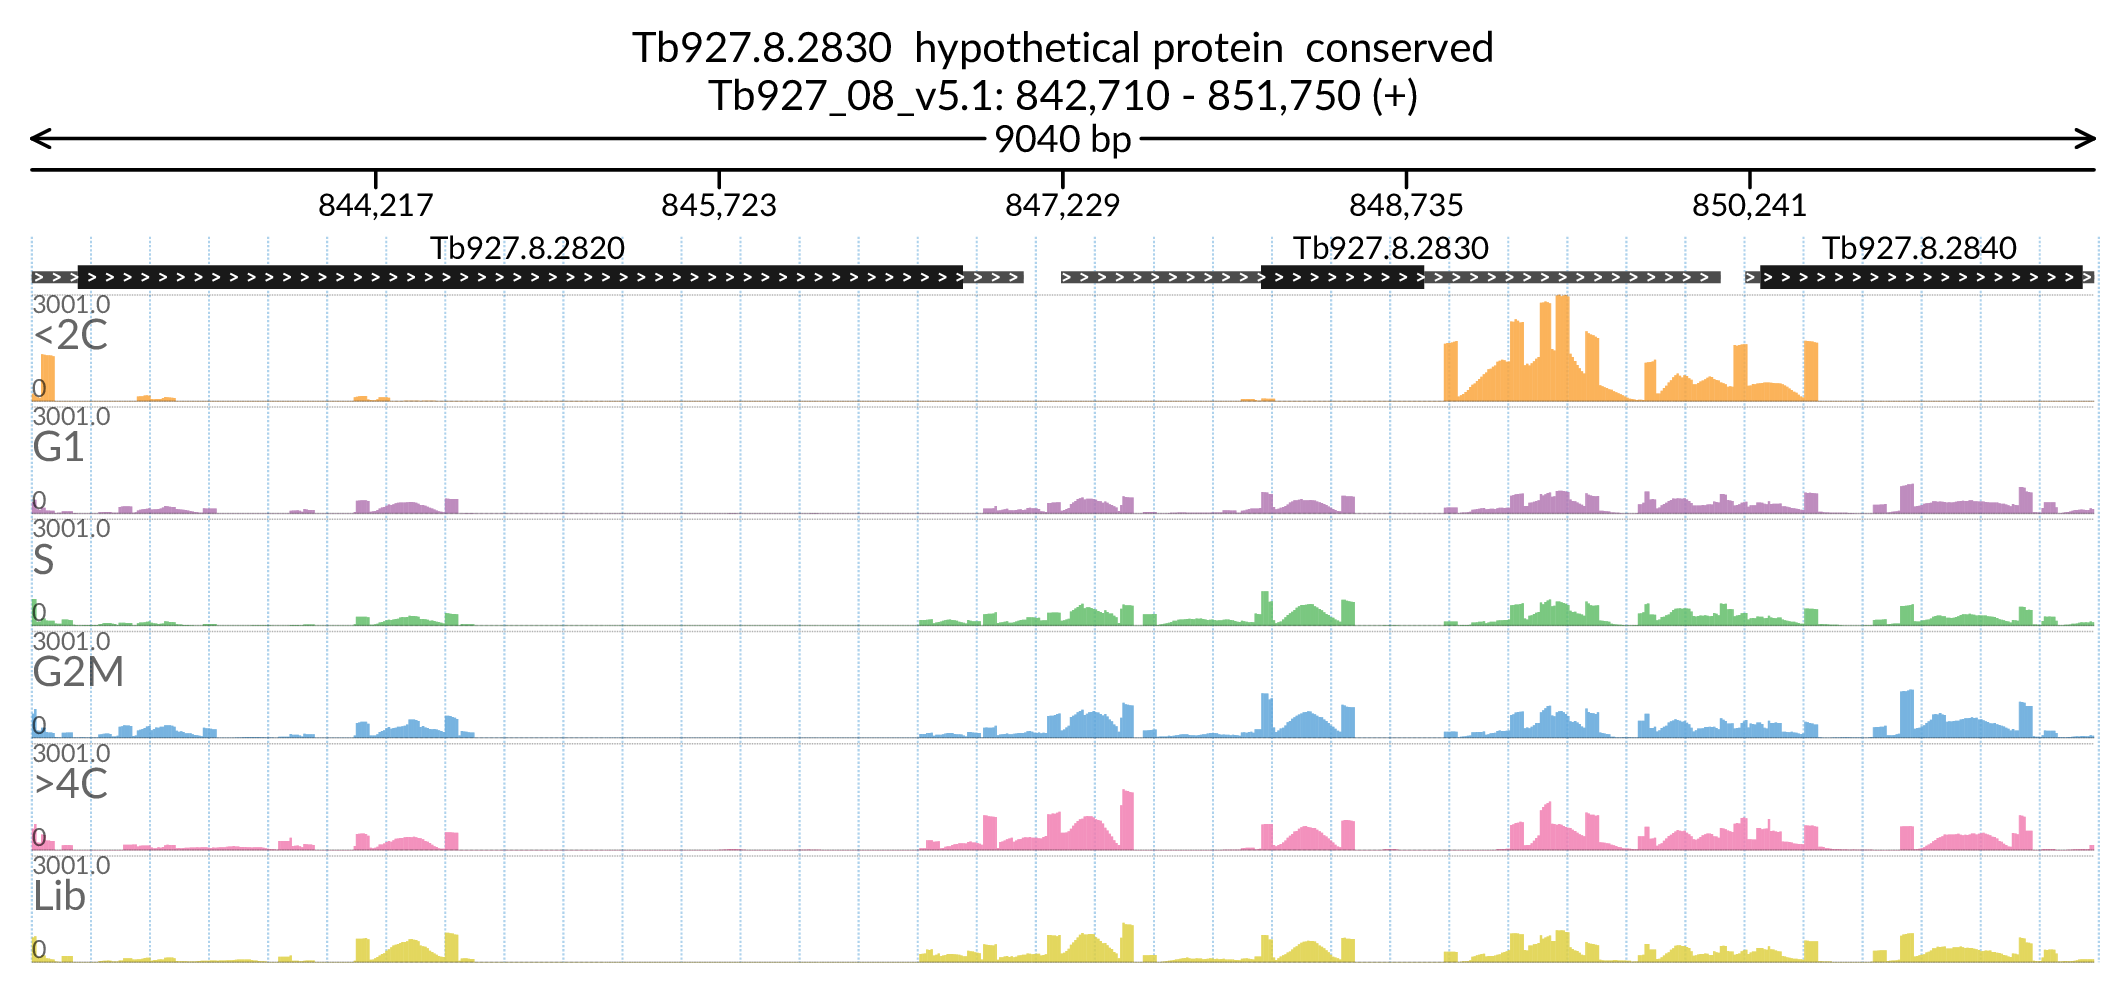 Tb927.8.2830 hypothetical protein conserved
Tb927_08_v5.1: 842,710 - 851,750 (+)
9040 bp
844,217 845,723 847,229 848,735 850,241
Tb927.8.2820 Tb927.8.2830 Tb927.8.2840
3001.0
<2C
0
3001.0
G1
0
3001.0
S
0
3001.0
G2M
0
3001.0
>4C
0
3001.0
Lib
0